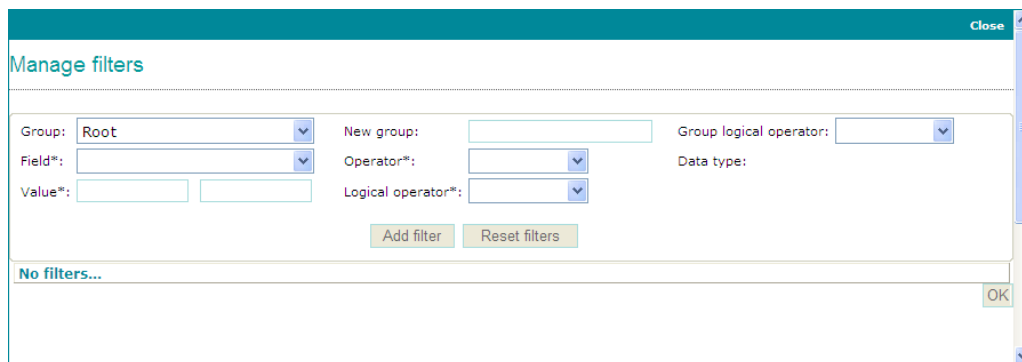 Close
Manage filters
Group: Root New group: Group logical operator:
Field*: Operator*: Data type:
Value*: Logical operator*:
Add filter Reset filters
No filters...
OK